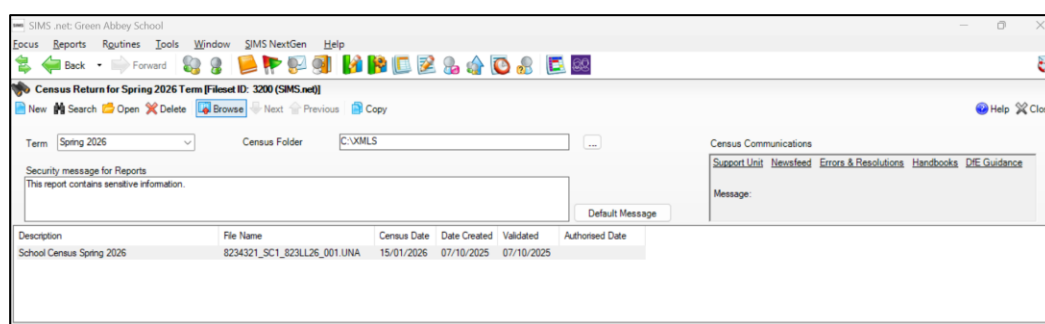 SIMS .net: Green Abbey School
Focus Reports Routines Tools Window SIMS NextGen Help
Back Forward
Census Return for Spring 2026 Term [Fileset ID: 3200 (SIMS.net)]
New Search Open Delete Browse Next Previous Copy Help Clo
Term Spring 2026 Census Folder C:\XMLS ... Census Communications
Support Unit Newsfeed Errors & Resolutions Handbooks DfE Guidance
Security message for Reports
This report contains sensitive information.
Message:
Default Message
Description File Name Census Date Date Created Validated Authorised Date
School Census Spring 2026 8234321_SC1_823LL26_001.UNA 15/01/2026 07/10/2025 07/10/2025